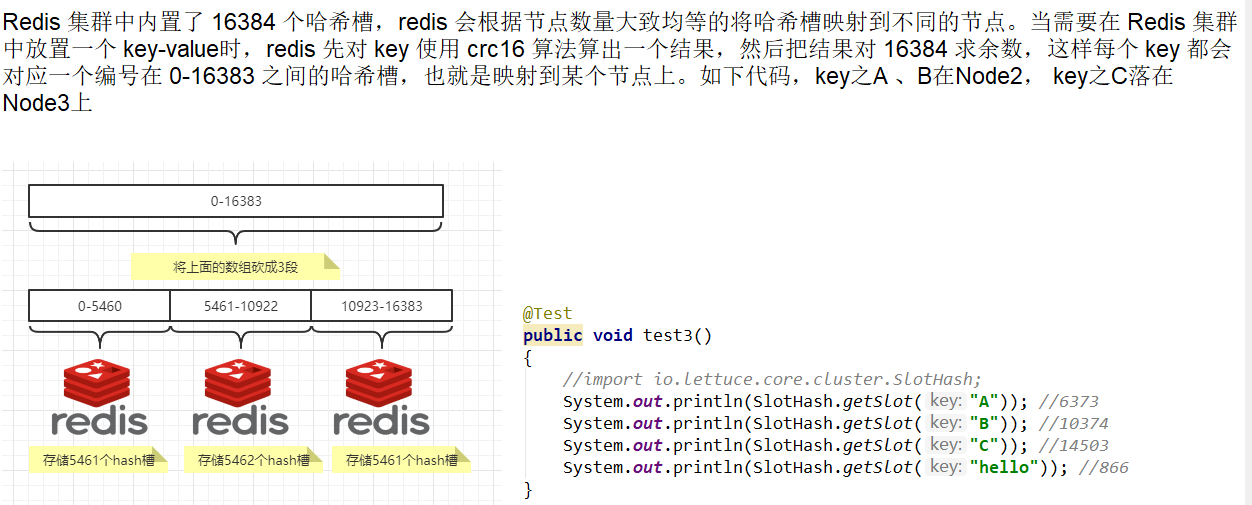 Redis 集群中内置了 16384 个哈希槽，redis 会根据节点数量大致均等的将哈希槽映射到不同的节点。当需要在 Redis 集群
中放置一个 key-value时，redis 先对 key 使用 crc16 算法算出一个结果，然后把结果对 16384 求余数，这样每个 key 都会
对应一个编号在 0-16383 之间的哈希槽，也就是映射到某个节点上。如下代码，key之A 、B在Node2， key之C落在
Node3上
0-16383
将上面的数组砍成3段
0-5460 5461-10922 10923-16383
redis redis redis
存储5461个hash槽 存储5462个hash槽 存储5461个hash槽
@Test
public void test3()
{
//import io.lettuce.core.cluster.SlotHash;
System.out.println(SlotHash.getSlot( key: "A")); //6373
System.out.println(SlotHash.getSlot( key: "B")); //10374
System.out.println(SlotHash.getSlot( key: "C")); //14503
System.out.println(SlotHash.getSlot( key: "hello")); //866
}